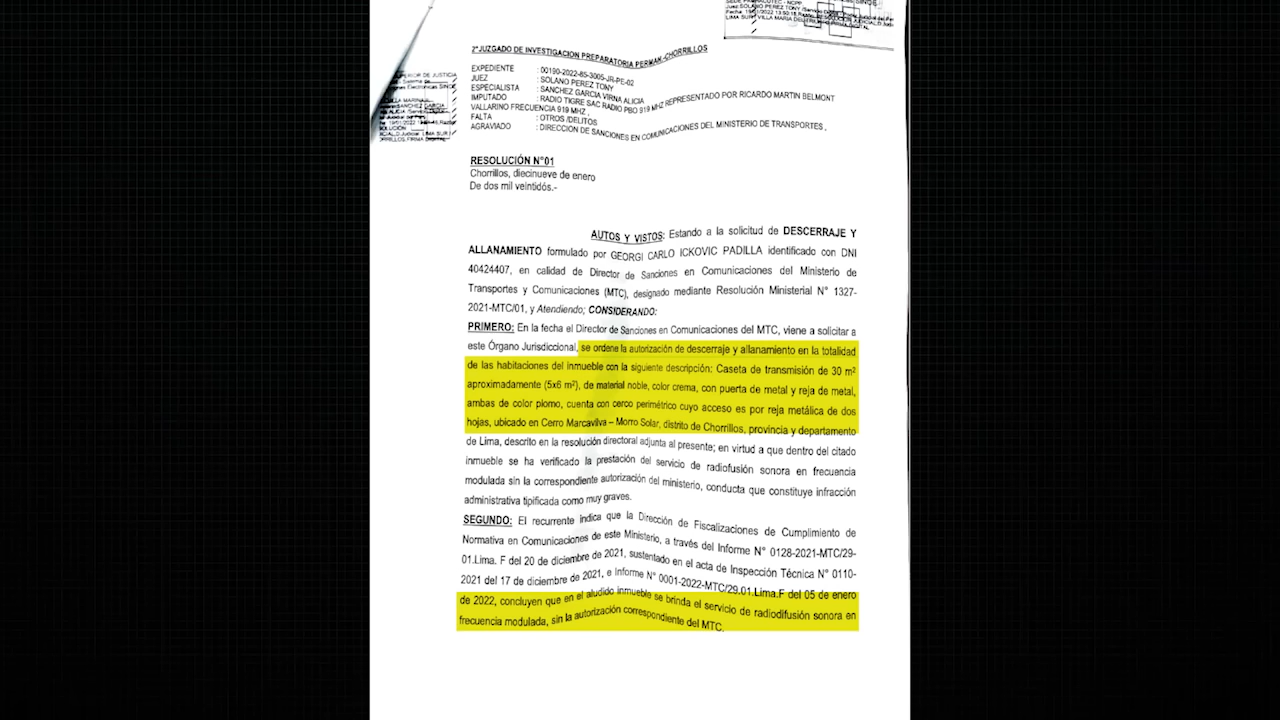 SEDE PACHACUTEC - NCPP
LIMA SUR / VILLA MARIA DEL
2°JUZGADO DE INVESTIGACION PREPARATORIA PERMAN.-CHORRILLOS
EXPEDIENTE : 00190-2022-85-3005-JR-PE-02
JUEZ : SOLANO PEREZ TONY
ESPECIALISTA : SANCHEZ GARCIA VIRNA ALICIA
IMPUTADO : RADIO TIGRE SAC RADIO PBO 919 MHZ REPRESENTADO POR RICARDO MARTIN BELMONT
VALLARINO FRECUENCIA 919 MHZ ,
FALTA : OTROS /DELITOS
AGRAVIADO : DIRECCION DE SANCIONES EN COMUNICACIONES DEL MINISTERIO DE TRANSPORTES ,
RESOLUCIÓN N°01
Chorrillos, diecinueve de enero
De dos mil veintidós.-
AUTOS Y VISTOS: Estando a la solicitud de DESCERRAJE Y
ALLANAMIENTO formulado por GEORGI CARLO ICKOVIC PADILLA identificado con DNI
40424407, en calidad de Director de Sanciones en Comunicaciones del Ministerio de
Transportes y Comunicaciones (MTC), designado mediante Resolución Ministerial N° 1327-
2021-MTC/01, y Atendiendo; CONSIDERANDO:
PRIMERO: En la fecha el Director de Sanciones en Comunicaciones del MTC, viene a solicitar a
este Órgano Jurisdiccional, se ordene la autorización de descerraje y allanamiento en la totalidad
de las habitaciones del inmueble con la siguiente descripción: Caseta de transmisión de 30 m²
aproximadamente (5x6 m²), de material noble, color crema, con puerta de metal y reja de metal,
ambas de color plomo, cuenta con cerco perimétrico cuyo acceso es por reja metálica de dos
hojas, ubicado en Cerro Marcavilva – Morro Solar, distrito de Chorrillos, provincia y departamento
de Lima, descrito en la resolución directoral adjunta al presente; en virtud a que dentro del citado
inmueble se ha verificado la prestación del servicio de radiofusión sonora en frecuencia
modulada sin la correspondiente autorización del ministerio, conducta que constituye infracción
administrativa tipificada como muy graves.
SEGUNDO: El recurrente indica que la Dirección de Fiscalizaciones de Cumplimiento de
Normativa en Comunicaciones de este Ministerio, a través del Informe N° 0128-2021-MTC/29-
01.Lima. F del 20 de diciembre de 2021, sustentado en el acta de Inspección Técnica N° 0110-
2021 del 17 de diciembre de 2021, e Informe N° 0001-2022-MTC/29.01.Lima.F del 05 de enero
de 2022, concluyen que en el aludido inmueble se brinda el servicio de radiodifusión sonora en
frecuencia modulada, sin la autorización correspondiente del MTC.